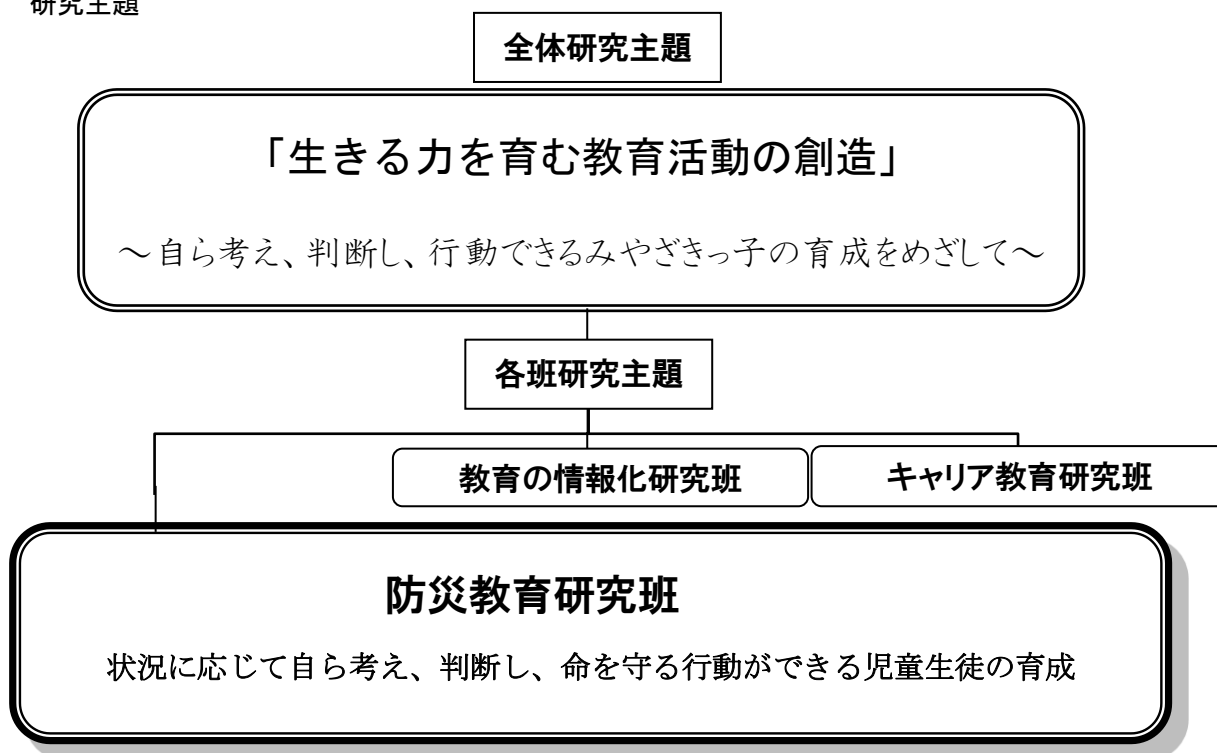 研究主題
全体研究主題
「生きる力を育む教育活動の創造」
～自ら考え、判断し、行動できるみやざきっ子の育成をめざして～
各班研究主題
教育の情報化研究班
キャリア教育研究班
防災教育研究班
状況に応じて自ら考え、判断し、命を守る行動ができる児童生徒の育成